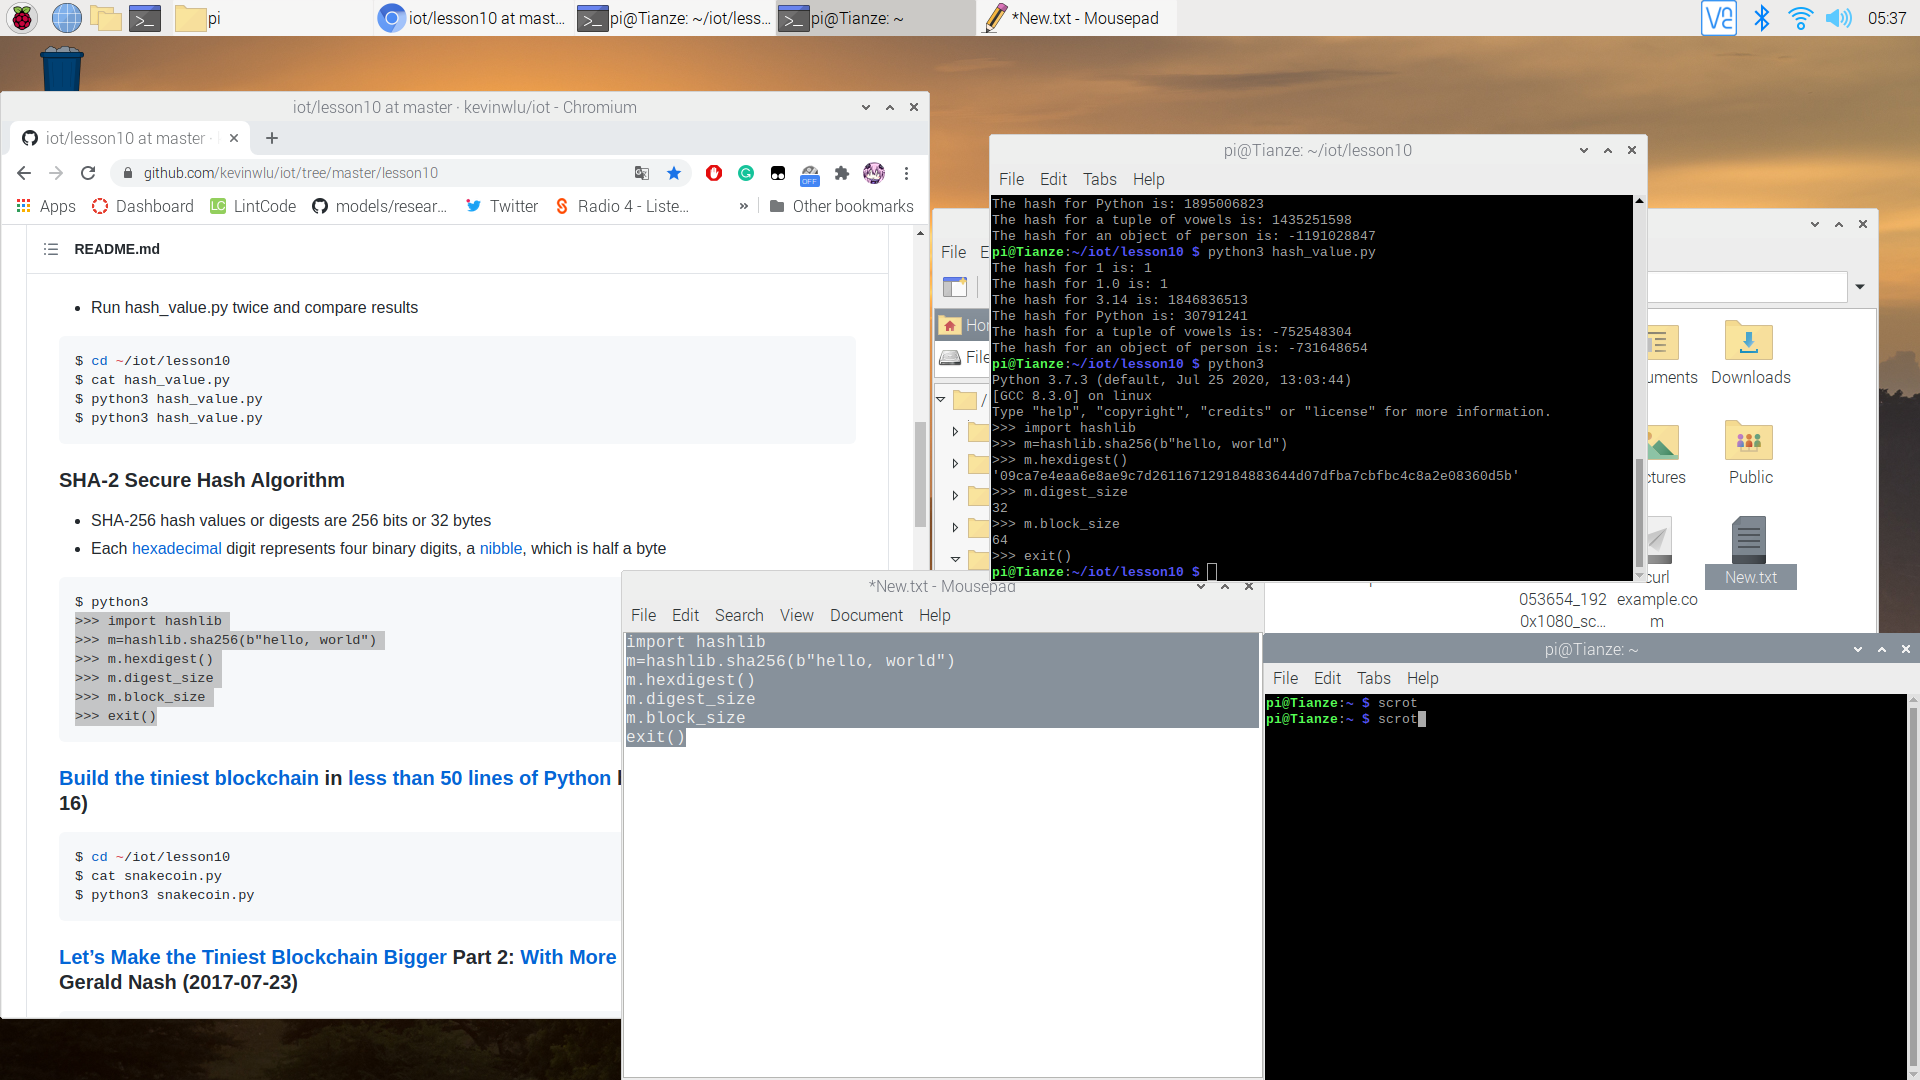 pi
iot/lesson10 at mast...
pi@Tianze: ~/iot/less...
pi@Tianze: ~
*New.txt - Mousepad
05:37
iot/lesson10 at master · kevinwlu/iot - Chromium
iot/lesson10 at master ·
github.com/kevinwlu/iot/tree/master/lesson10
OFF
Apps
Dashboard
LC LintCode
models/resear...
Twitter
Radio 4 - Liste...
»
Other bookmarks
README.md
Run hash_value.py twice and compare results
$ cd ~/iot/lesson10
$ cat hash_value.py
$ python3 hash_value.py
$ python3 hash_value.py
SHA-2 Secure Hash Algorithm
SHA-256 hash values or digests are 256 bits or 32 bytes
Each hexadecimal digit represents four binary digits, a nibble, which is half a byte
$ python3
>>> import hashlib
>>> m=hashlib.sha256(b"hello, world")
>>> m.hexdigest()
>>> m.digest_size
>>> m.block_size
>>> exit()
Build the tiniest blockchain in less than 50 lines of Python
16)
$ cd ~/iot/lesson10
$ cat snakecoin.py
$ python3 snakecoin.py
Let’s Make the Tiniest Blockchain Bigger Part 2: With More
Gerald Nash (2017-07-23)
pi@Tianze: ~/iot/lesson10
File Edit Tabs Help
The hash for Python is: 1895006823
The hash for a tuple of vowels is: 1435251598
The hash for an object of person is: -1191028847
pi@Tianze:~/iot/lesson10 $ python3 hash_value.py
The hash for 1 is: 1
The hash for 1.0 is: 1
The hash for 3.14 is: 1846836513
The hash for Python is: 30791241
The hash for a tuple of vowels is: -752548304
The hash for an object of person is: -731648654
pi@Tianze:~/iot/lesson10 $ python3
Python 3.7.3 (default, Jul 25 2020, 13:03:44)
[GCC 8.3.0] on linux
Type "help", "copyright", "credits" or "license" for more information.
>>> import hashlib
>>> m=hashlib.sha256(b"hello, world")
>>> m.hexdigest()
'09ca7e4eaa6e8ae9c7d261167129184883644d07dfba7cbfbc4c8a2e08360d5b'
>>> m.digest_size
32
>>> m.block_size
64
>>> exit()
pi@Tianze:~/iot/lesson10 $
File E
Ho
File
/
uments
Downloads
ctures
Public
curl
New.txt
053654_192
0x1080_sc...
example.co
m
*New.txt - Mousepad
File Edit Search View Document Help
import hashlib
m=hashlib.sha256(b"hello, world")
m.hexdigest()
m.digest_size
m.block_size
exit()
pi@Tianze: ~
File Edit Tabs Help
pi@Tianze:~ $ scrot
pi@Tianze:~ $ scrot